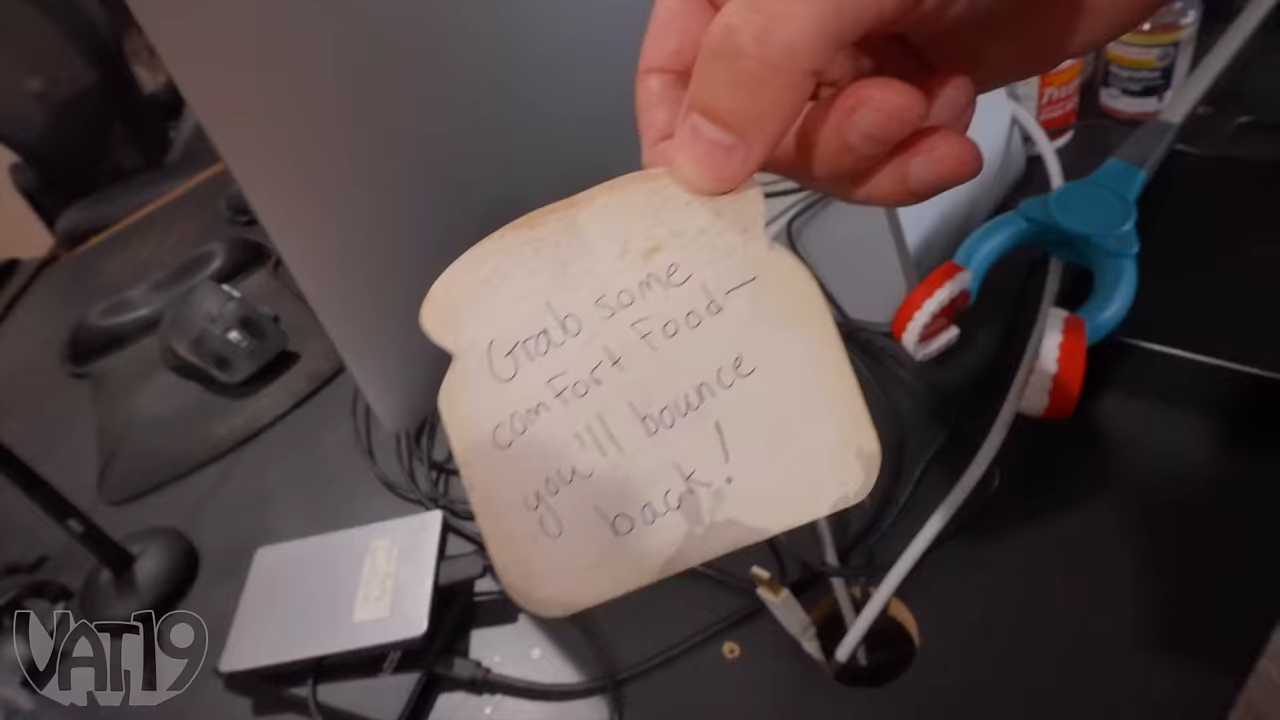 Grab some
comfort Food—
you'll bounce
back!
VAT19